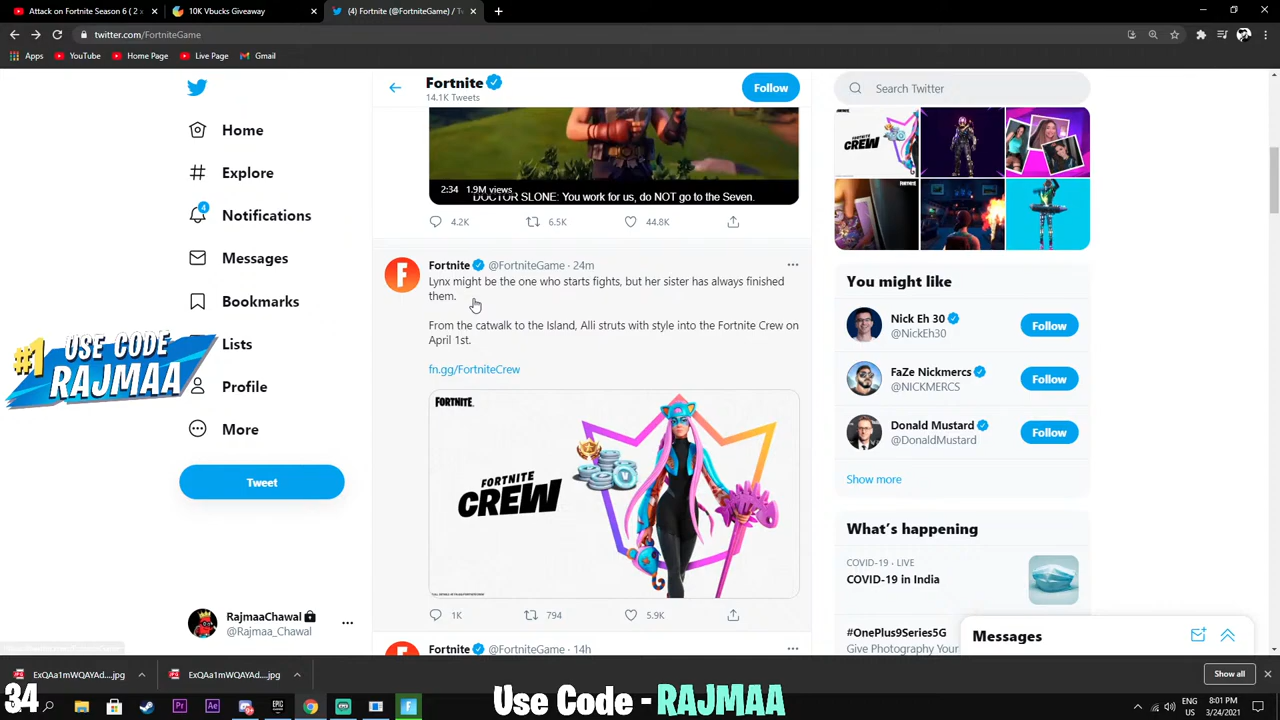 Attack on Fortnite Season 6 ( 2 x
10K Vbucks Giveaway
(4) Fortnite (@FortniteGame) / Tw
twitter.com/FortniteGame
Apps
YouTube
Home Page
Live Page
Gmail
Fortnite
14.1K Tweets
Follow
Search Twitter
Home
Explore
4
Notifications
Messages
Bookmarks
Lists
Profile
More
Tweet
#1 USE CODE
RAJMAA
2:34 1.9M views
DOCTOR SLONE: You work for us, do NOT go to the Seven.
4.2K 6.5K 44.8K
Fortnite @FortniteGame · 24m
Lynx might be the one who starts fights, but her sister has always finished
them.
From the catwalk to the Island, Alli struts with style into the Fortnite Crew on
April 1st.
fn.gg/FortniteCrew
FORTNITE
FORTNITE
CREW
1K 794 5.9K
Fortnite @FortniteGame · 14h
FORTNITE
CREW
You might like
Nick Eh 30
@NickEh30
Follow
FaZe Nickmercs
@NICKMERCS
Follow
Donald Mustard
@DonaldMustard
Follow
Show more
What's happening
COVID-19 · LIVE
COVID-19 in India
#OnePlus9Series5G
Give Photography Your
Messages
RajmaaChawal
@Rajmaa_Chawal
ExQAa1mWQAYAd....jpg
ExQAa1mWQAYAd....jpg
Show all
34
Use Code - RAJMAA
ENG
US
8:01 PM
3/24/2021